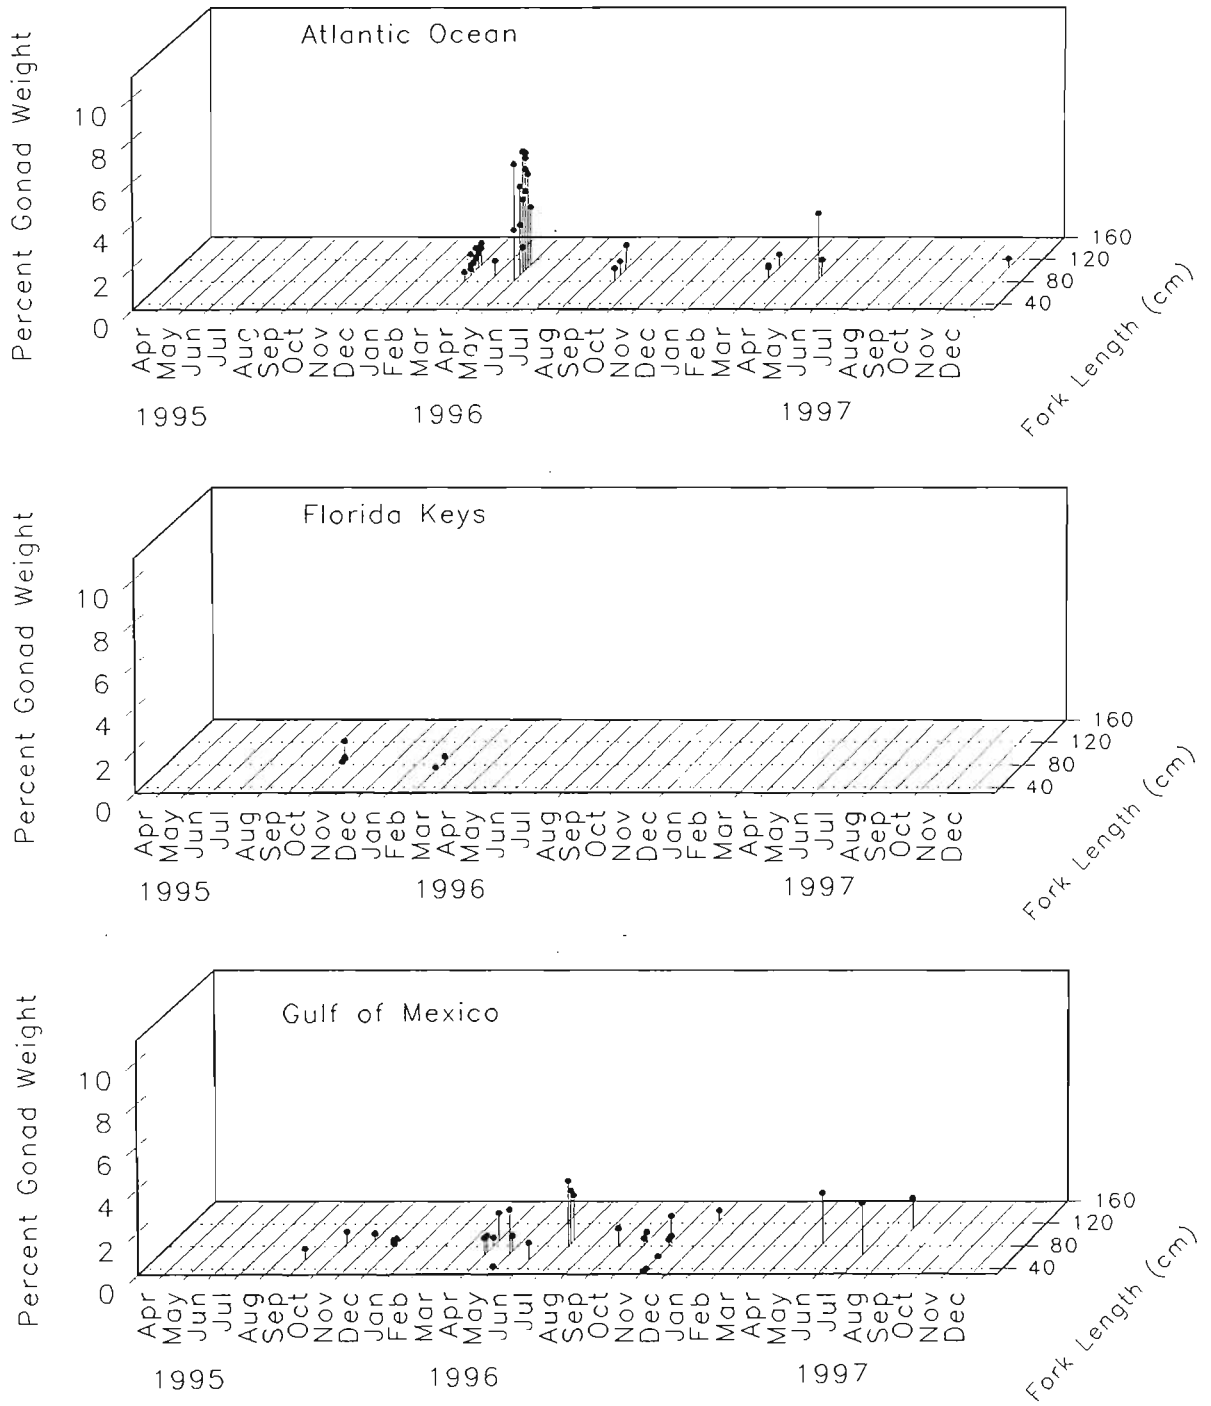 Atlantic Ocean
Percent Gonad Weight
10
8
6
4
2
0
160
120
80
40
Fork Length (cm)
Apr May Jun Jul Aug Sep Oct Nov Dec Jan Feb Mar Apr May Jun Jul Aug Sep Oct Nov Dec Jan Feb Mar Apr May Jun Jul Aug Sep Oct Nov Dec
1995 1996 1997
Florida Keys
Percent Gonad Weight
10
8
6
4
2
0
160
120
80
40
Fork Length (cm)
Apr May Jun Jul Aug Sep Oct Nov Dec Jan Feb Mar Apr May Jun Jul Aug Sep Oct Nov Dec Jan Feb Mar Apr May Jun Jul Aug Sep Oct Nov Dec
1995 1996 1997
Gulf of Mexico
Percent Gonad Weight
10
8
6
4
2
0
160
120
80
40
Fork Length (cm)
Apr May Jun Jul Aug Sep Oct Nov Dec Jan Feb Mar Apr May Jun Jul Aug Sep Oct Nov Dec Jan Feb Mar Apr May Jun Jul Aug Sep Oct Nov Dec
1995 1996 1997